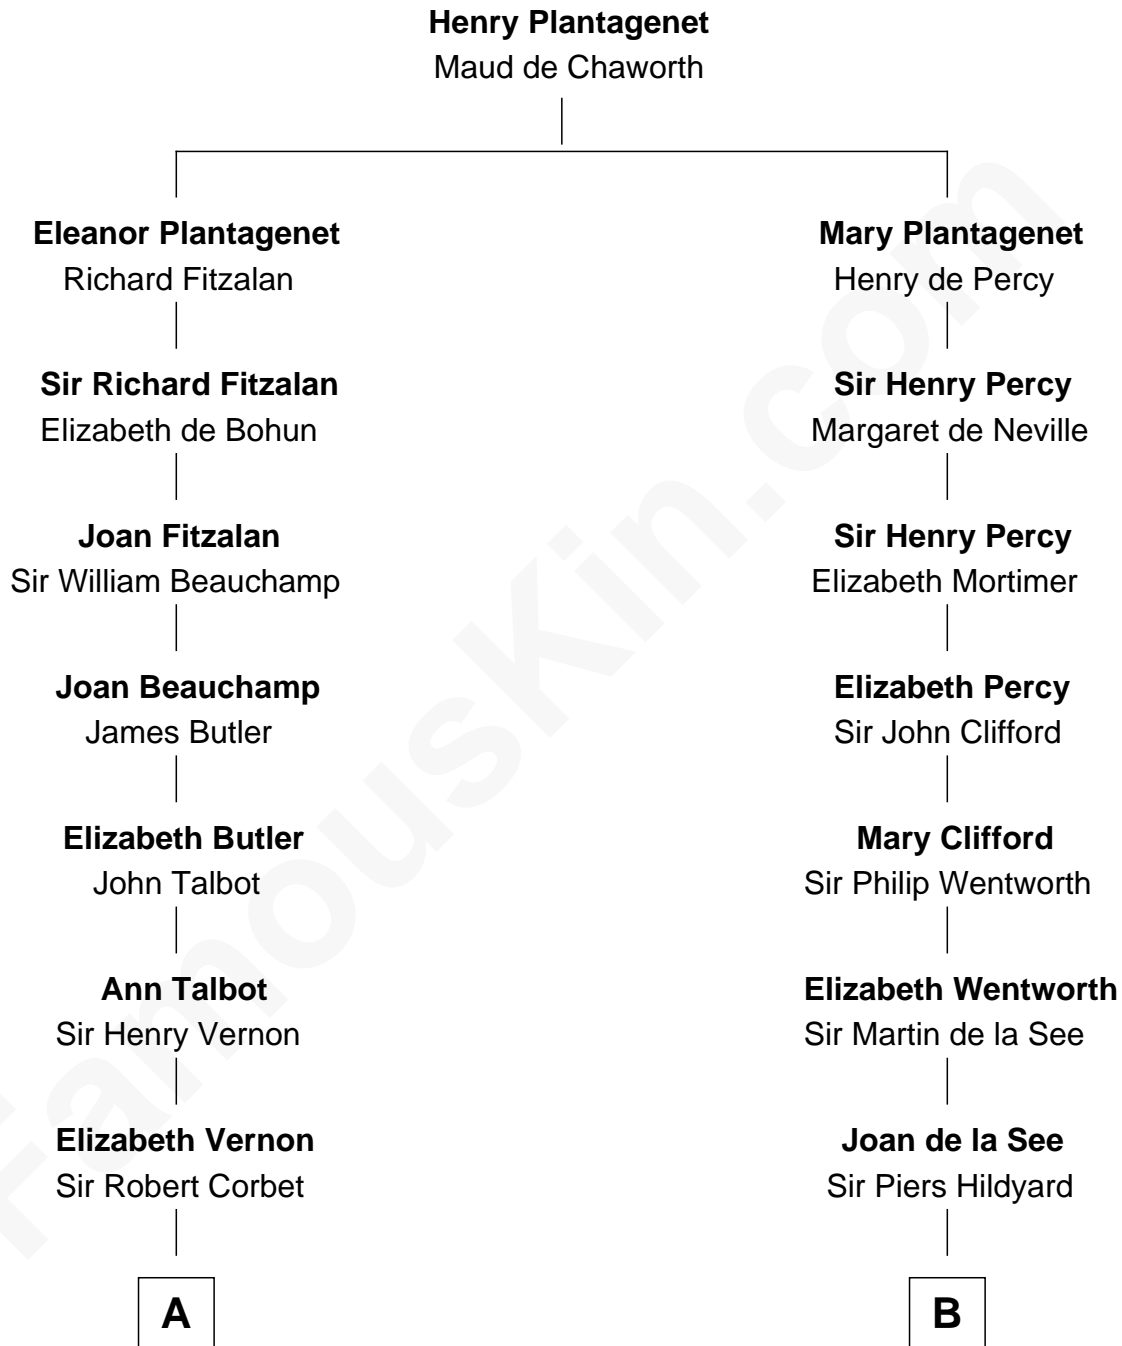 Henry Plantagenet
Maud de Chaworth
Eleanor Plantagenet
Richard Fitzalan
Mary Plantagenet
Henry de Percy
Sir Richard Fitzalan
Elizabeth de Bohun
Sir Henry Percy
Margaret de Neville
Joan Fitzalan
Sir William Beauchamp
Sir Henry Percy
Elizabeth Mortimer
Joan Beauchamp
James Butler
Elizabeth Percy
Sir John Clifford
Elizabeth Butler
John Talbot
Mary Clifford
Sir Philip Wentworth
Ann Talbot
Sir Henry Vernon
Elizabeth Wentworth
Sir Martin de la See
Elizabeth Vernon
Sir Robert Corbet
Joan de la See
Sir Piers Hildyard
A
B
FamousKin.com